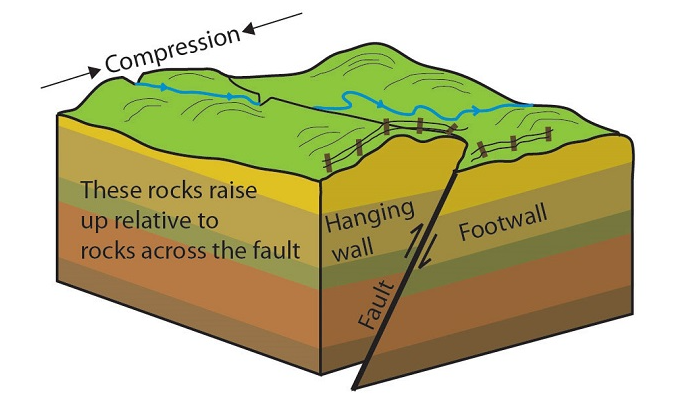 Compression
These rocks raise
up relative to
rocks across the fault
Hanging
wall
Footwall
Fault